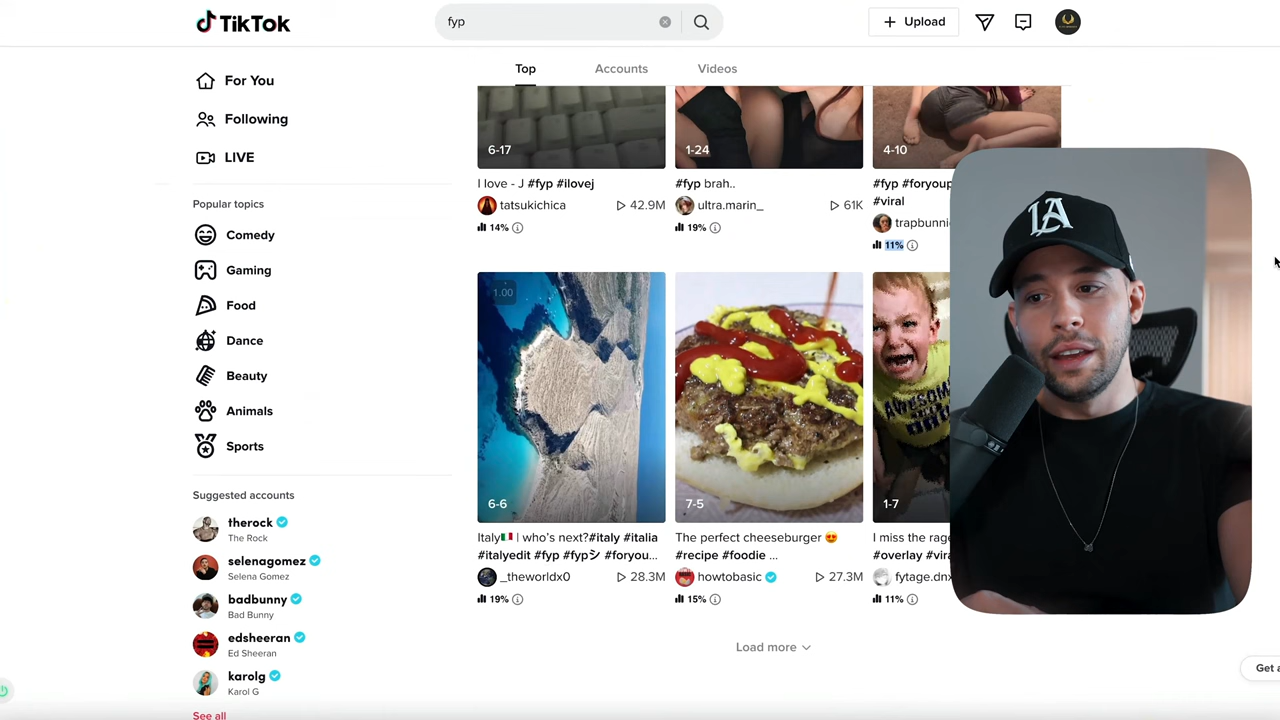 TikTok
fyp
+ Upload
For You
Following
LIVE
Popular topics
Comedy
Gaming
Food
Dance
Beauty
Animals
Sports
Suggested accounts
therock
The Rock
selenagomez
Selena Gomez
badbunny
Bad Bunny
edsheeran
Ed Sheeran
karolg
Karol G
See all
Top Accounts Videos
6-17
I love - J #fyp #ilovej
tatsukichica 42.9M
14%
1-24
#fyp brah..
ultra.marin_ 61K
19%
4-10
#fyp #foryoup
#viral
trapbunni
11%
1.00
6-6
Italy🇮🇹 | who's next?#italy #italia
#italyedit #fyp #fypシ #foryou...
_theworldx0 28.3M
19%
7-5
The perfect cheeseburger 😍
#recipe #foodie ...
howtobasic 27.3M
15%
AWESOME
1-7
I miss the rage
#overlay #vira
fytage.dnx
11%
Load more
LA
Get a